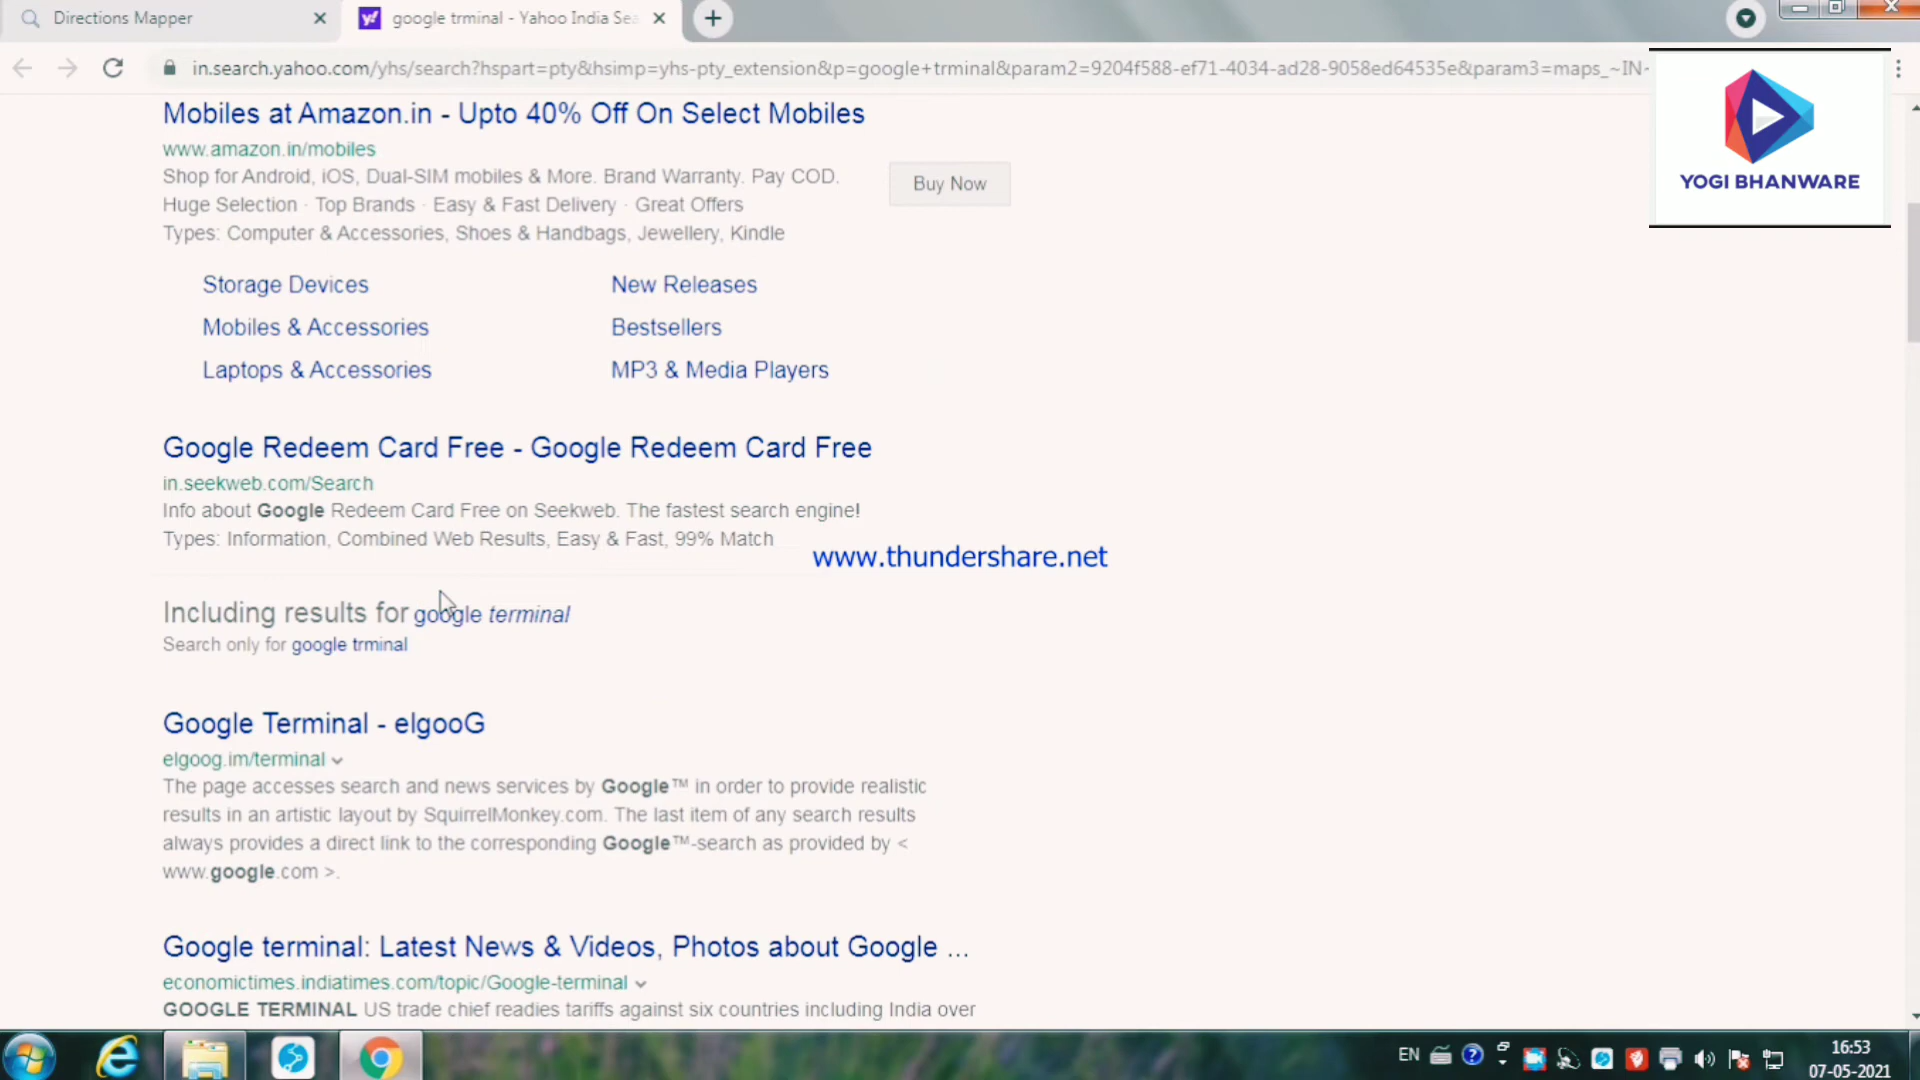 Directions Mapper
google trminal - Yahoo India Sea
in.search.yahoo.com/yhs/search?hspart=pty&hsimp=yhs-pty_extension&p=google+trminal&param2=9204f588-ef71-4034-ad28-9058ed64535e&param3=maps_~IN~
YOGI BHANWARE
Mobiles at Amazon.in - Upto 40% Off On Select Mobiles
www.amazon.in/mobiles
Shop for Android, iOS, Dual-SIM mobiles & More. Brand Warranty. Pay COD.
Buy Now
Huge Selection · Top Brands · Easy & Fast Delivery · Great Offers
Types: Computer & Accessories, Shoes & Handbags, Jewellery, Kindle
Storage Devices New Releases
Mobiles & Accessories Bestsellers
Laptops & Accessories MP3 & Media Players
Google Redeem Card Free - Google Redeem Card Free
in.seekweb.com/Search
Info about Google Redeem Card Free on Seekweb. The fastest search engine!
Types: Information, Combined Web Results, Easy & Fast, 99% Match
www.thundershare.net
Including results for google terminal
Search only for google trminal
Google Terminal - elgooG
elgoog.im/terminal
The page accesses search and news services by Google™ in order to provide realistic
results in an artistic layout by SquirrelMonkey.com. The last item of any search results
always provides a direct link to the corresponding Google™-search as provided by <
www.google.com >.
Google terminal: Latest News & Videos, Photos about Google ...
economictimes.indiatimes.com/topic/Google-terminal
GOOGLE TERMINAL US trade chief readies tariffs against six countries including India over
EN
16:53
07-05-2021